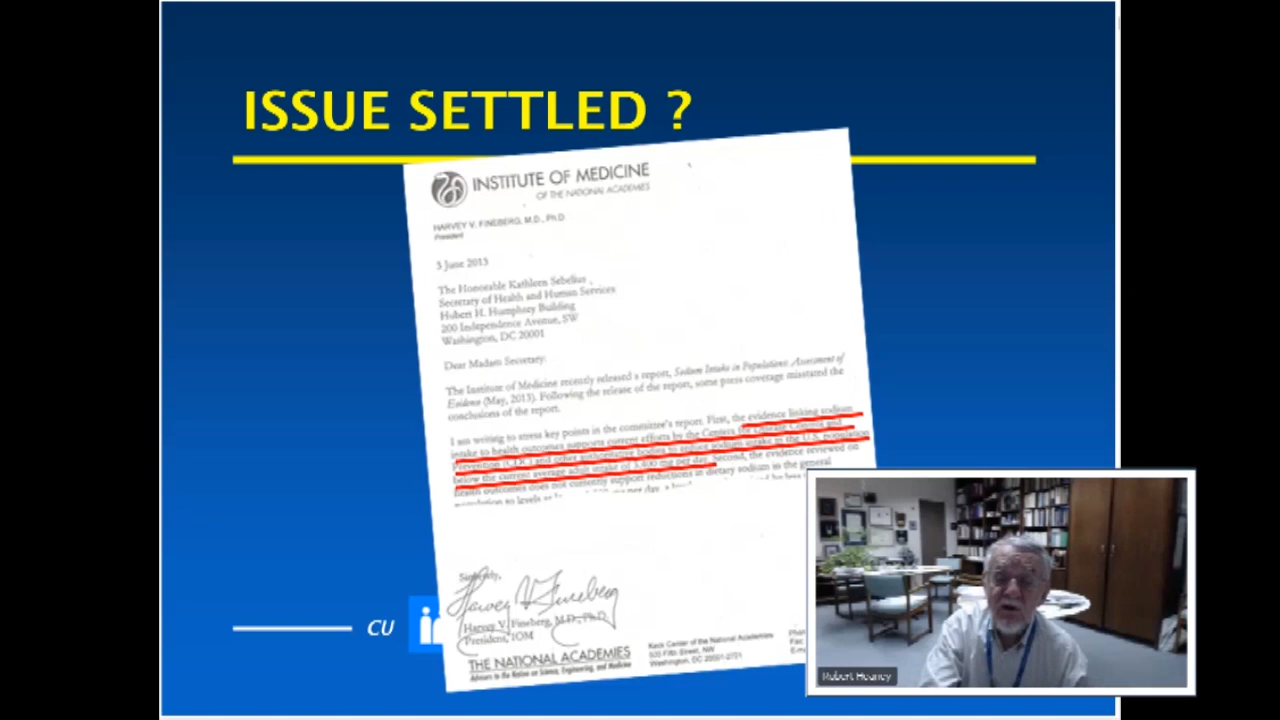 ISSUE SETTLED ?
INSTITUTE OF MEDICINE
OF THE NATIONAL ACADEMIES
HARVEY V. FINEBERG, M.D., Ph.D.
President
5 June 2013
The Honorable Kathleen Sebelius
Secretary of Health and Human Services
Hubert H. Humphrey Building
200 Independence Avenue, SW
Washington, DC 20001
Dear Madam Secretary:
The Institute of Medicine recently released a report, Sodium Intake in Populations: Assessment of
Evidence (May, 2013). Following the release of the report, some press coverage misstated the
conclusions of the report.
I am writing to stress key points in the committee's report. First, the evidence linking sodium
intake to health outcomes supports current efforts by the Centers for Disease Control and
Prevention (CDC) and other authoritative bodies to reduce sodium intake in the U.S. population
below the current average adult intake of 3,400 mg per day. Second, the evidence reviewed on
health outcomes does not currently support reductions in dietary sodium in the general
population to levels
Sincerely,
Harvey V. Fineberg
Harvey V. Fineberg, M.D., Ph.D.
President, IOM
THE NATIONAL ACADEMIES
Advisers to the Nation on Science, Engineering, and Medicine
Keck Center of the National Academies
500 Fifth Street, NW
Washington, DC 20001-2721
CU
Robert Heaney